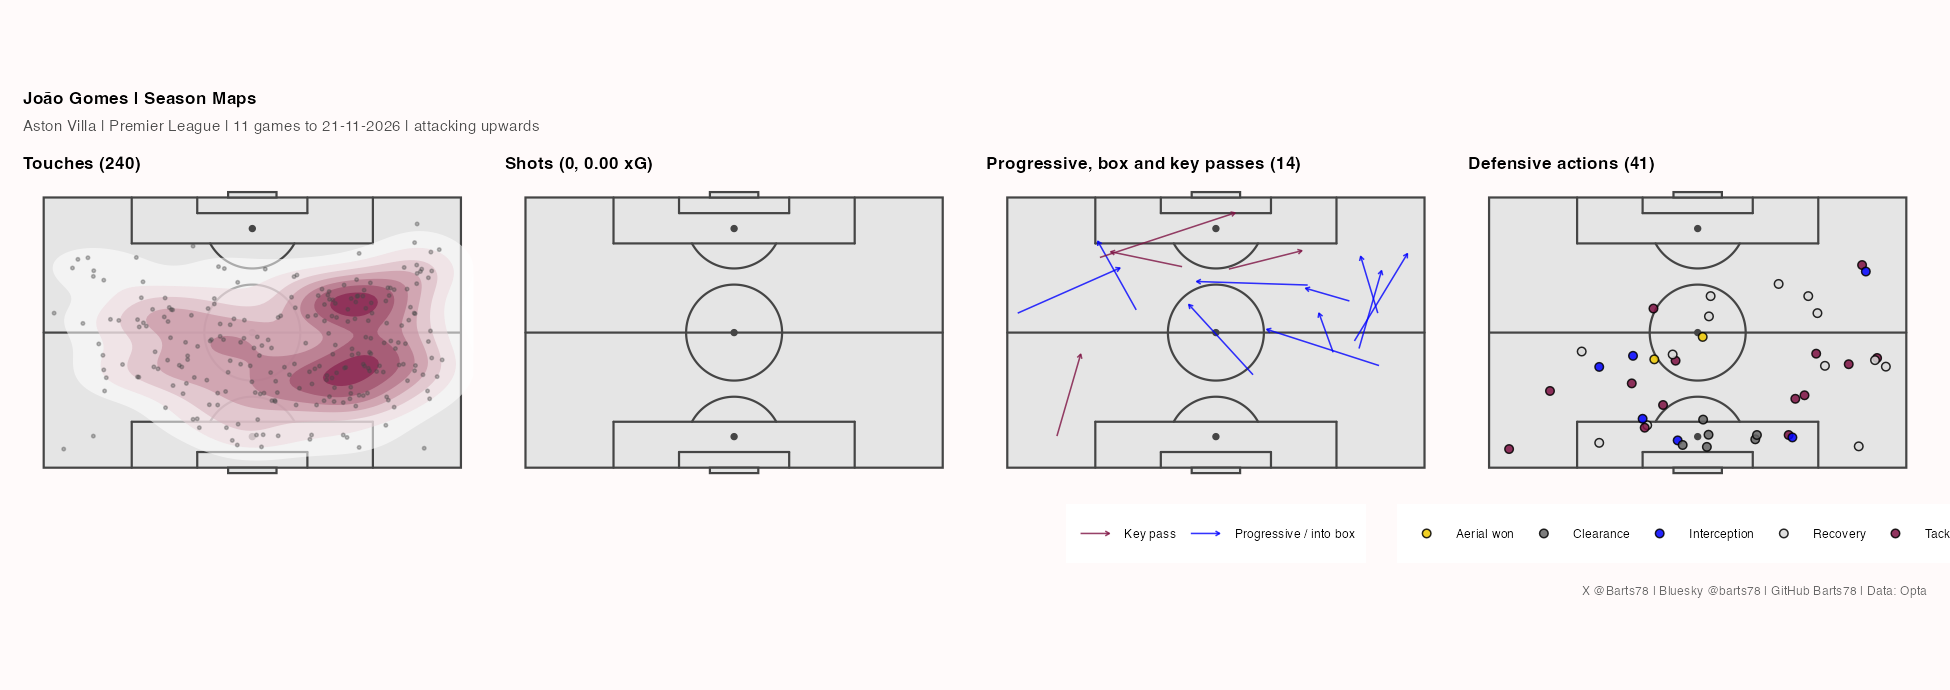 João Gomes | Season Maps
Aston Villa | Premier League | 11 games to 21-11-2026 | attacking upwards
Touches (240)
Shots (0, 0.00 xG)
Progressive, box and key passes (14)
Defensive actions (41)
Key pass
Progressive / into box
Aerial won
Clearance
Interception
Recovery
Tack
X @Barts78 | Bluesky @barts78 | GitHub Barts78 | Data: Opta